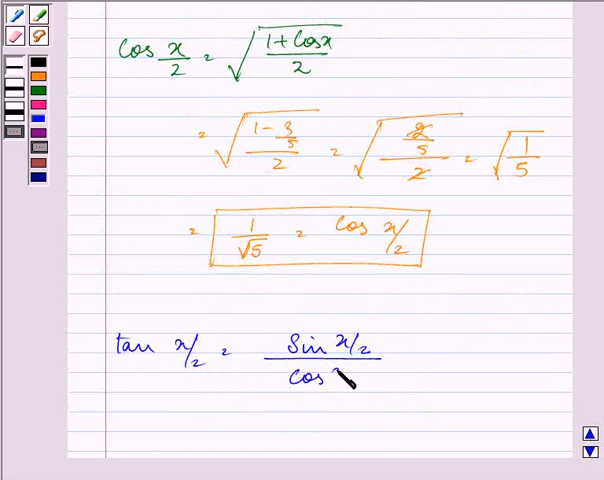 cos x/2 = √((1 + cos x)/2)
= √((1 - 3/5)/2) = √((2/5)/2) = √(1/5)
= 1/√5 = cos x/2
tan x/2 = sin x/2 / cos